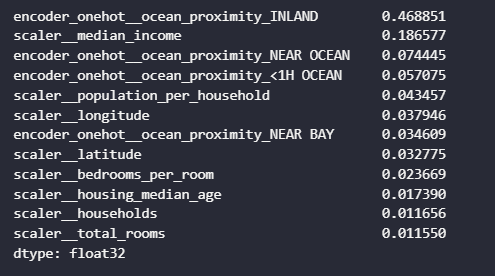 encoder_onehot__ocean_proximity_INLAND 0.468851
scaler__median_income 0.186577
encoder_onehot__ocean_proximity_NEAR OCEAN 0.074445
encoder_onehot__ocean_proximity_<1H OCEAN 0.057075
scaler__population_per_household 0.043457
scaler__longitude 0.037946
encoder_onehot__ocean_proximity_NEAR BAY 0.034609
scaler__latitude 0.032775
scaler__bedrooms_per_room 0.023669
scaler__housing_median_age 0.017390
scaler__households 0.011656
scaler__total_rooms 0.011550
dtype: float32